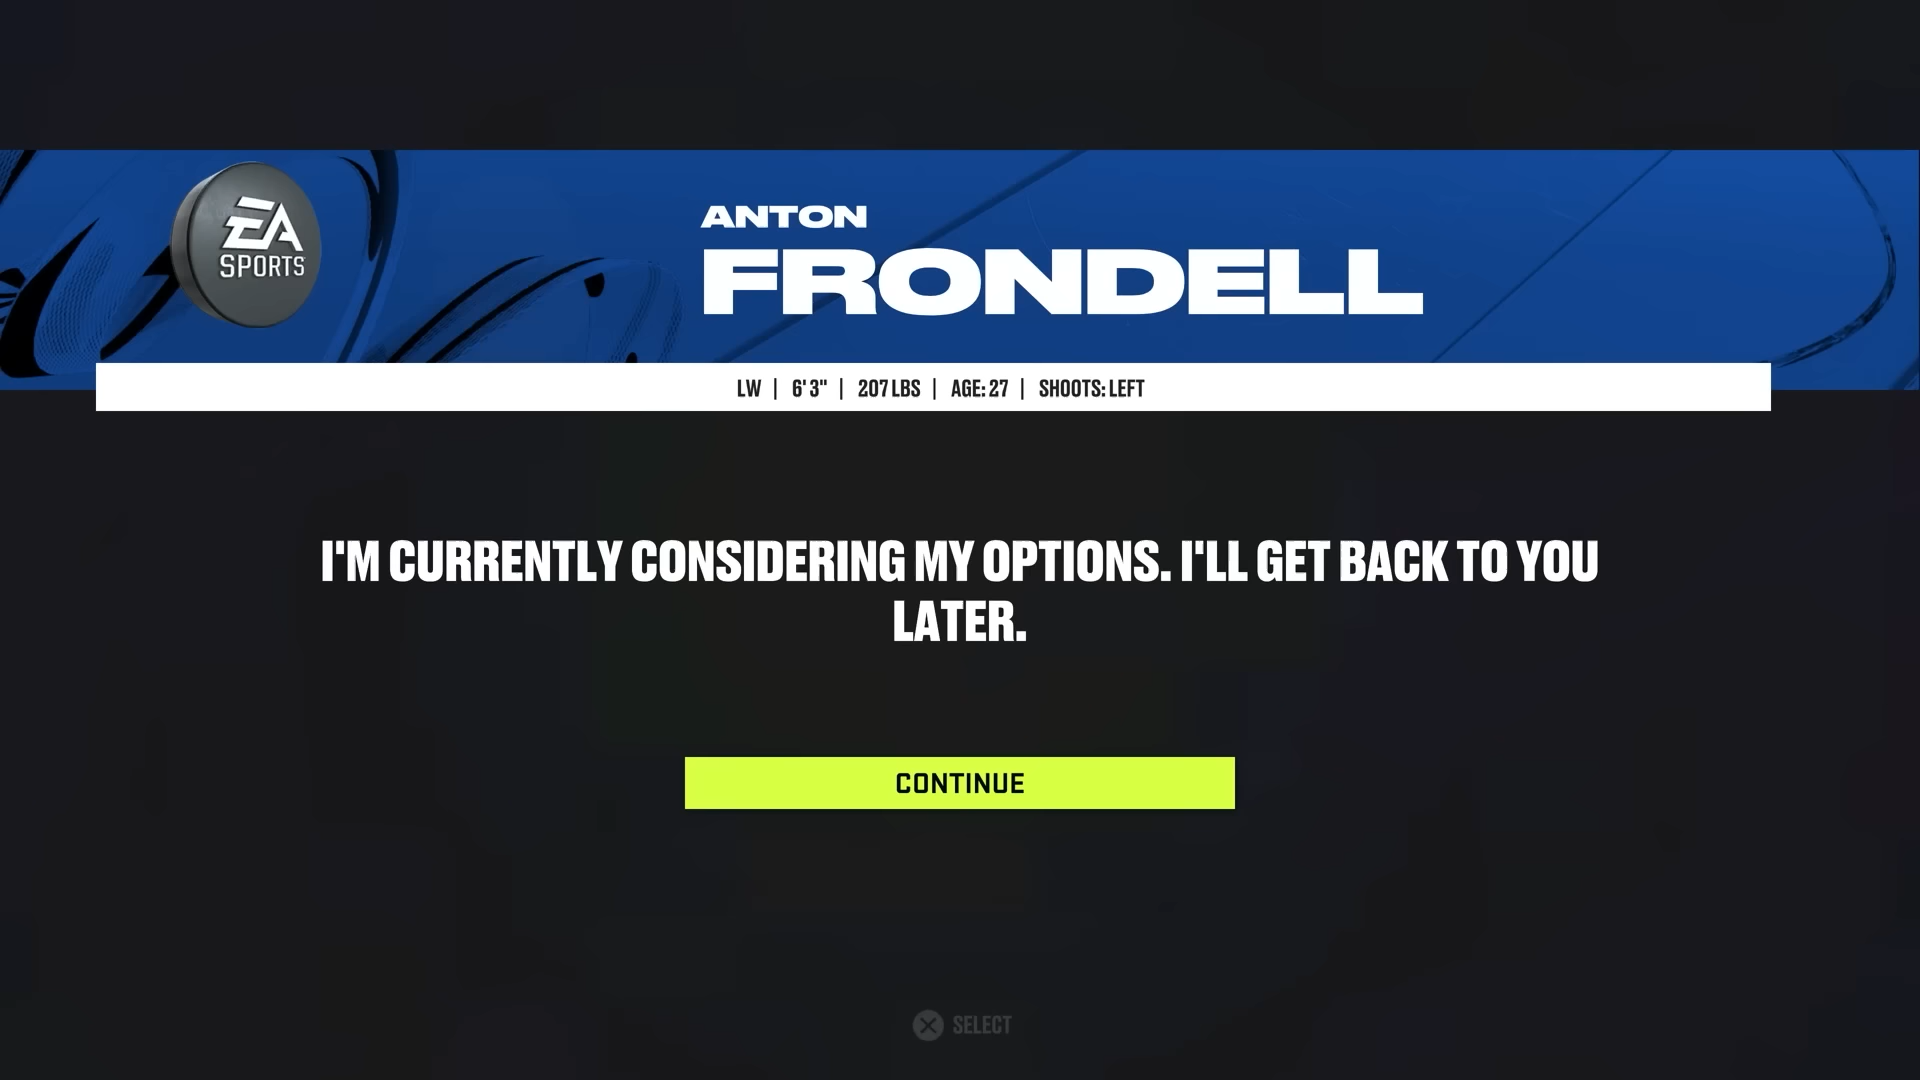 EA
SPORTS
ANTON
FRONDELL
LW | 6'3" | 207 LBS | AGE: 27 | SHOOTS: LEFT
I'M CURRENTLY CONSIDERING MY OPTIONS. I'LL GET BACK TO YOU
LATER.
CONTINUE
SELECT